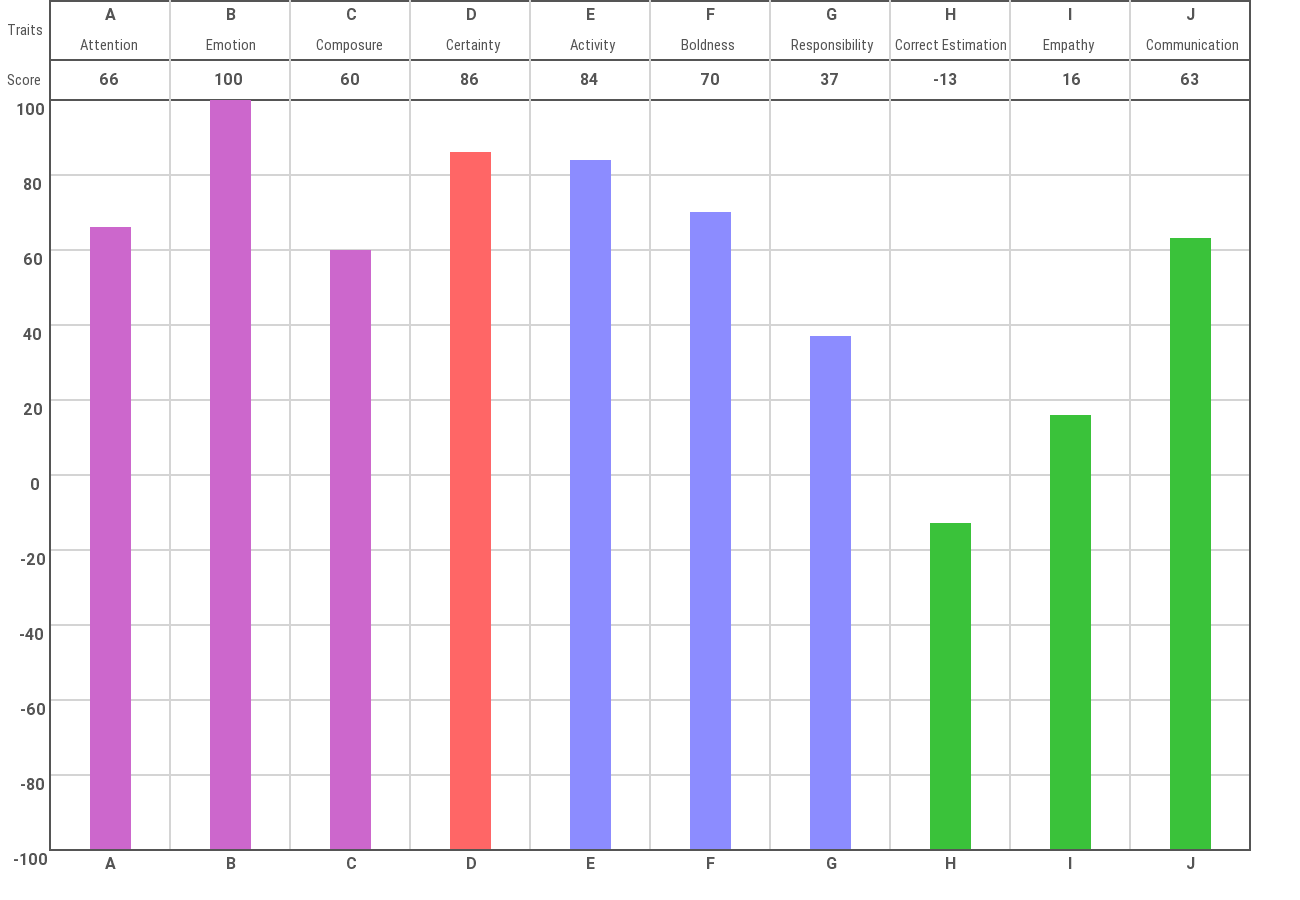 Traits A B C D E F G H I J
Attention Emotion Composure Certainty Activity Boldness Responsibility Correct Estimation Empathy Communication
Score 66 100 60 86 84 70 37 -13 16 63
100
80
60
40
20
0
-20
-40
-60
-80
-100
A B C D E F G H I J